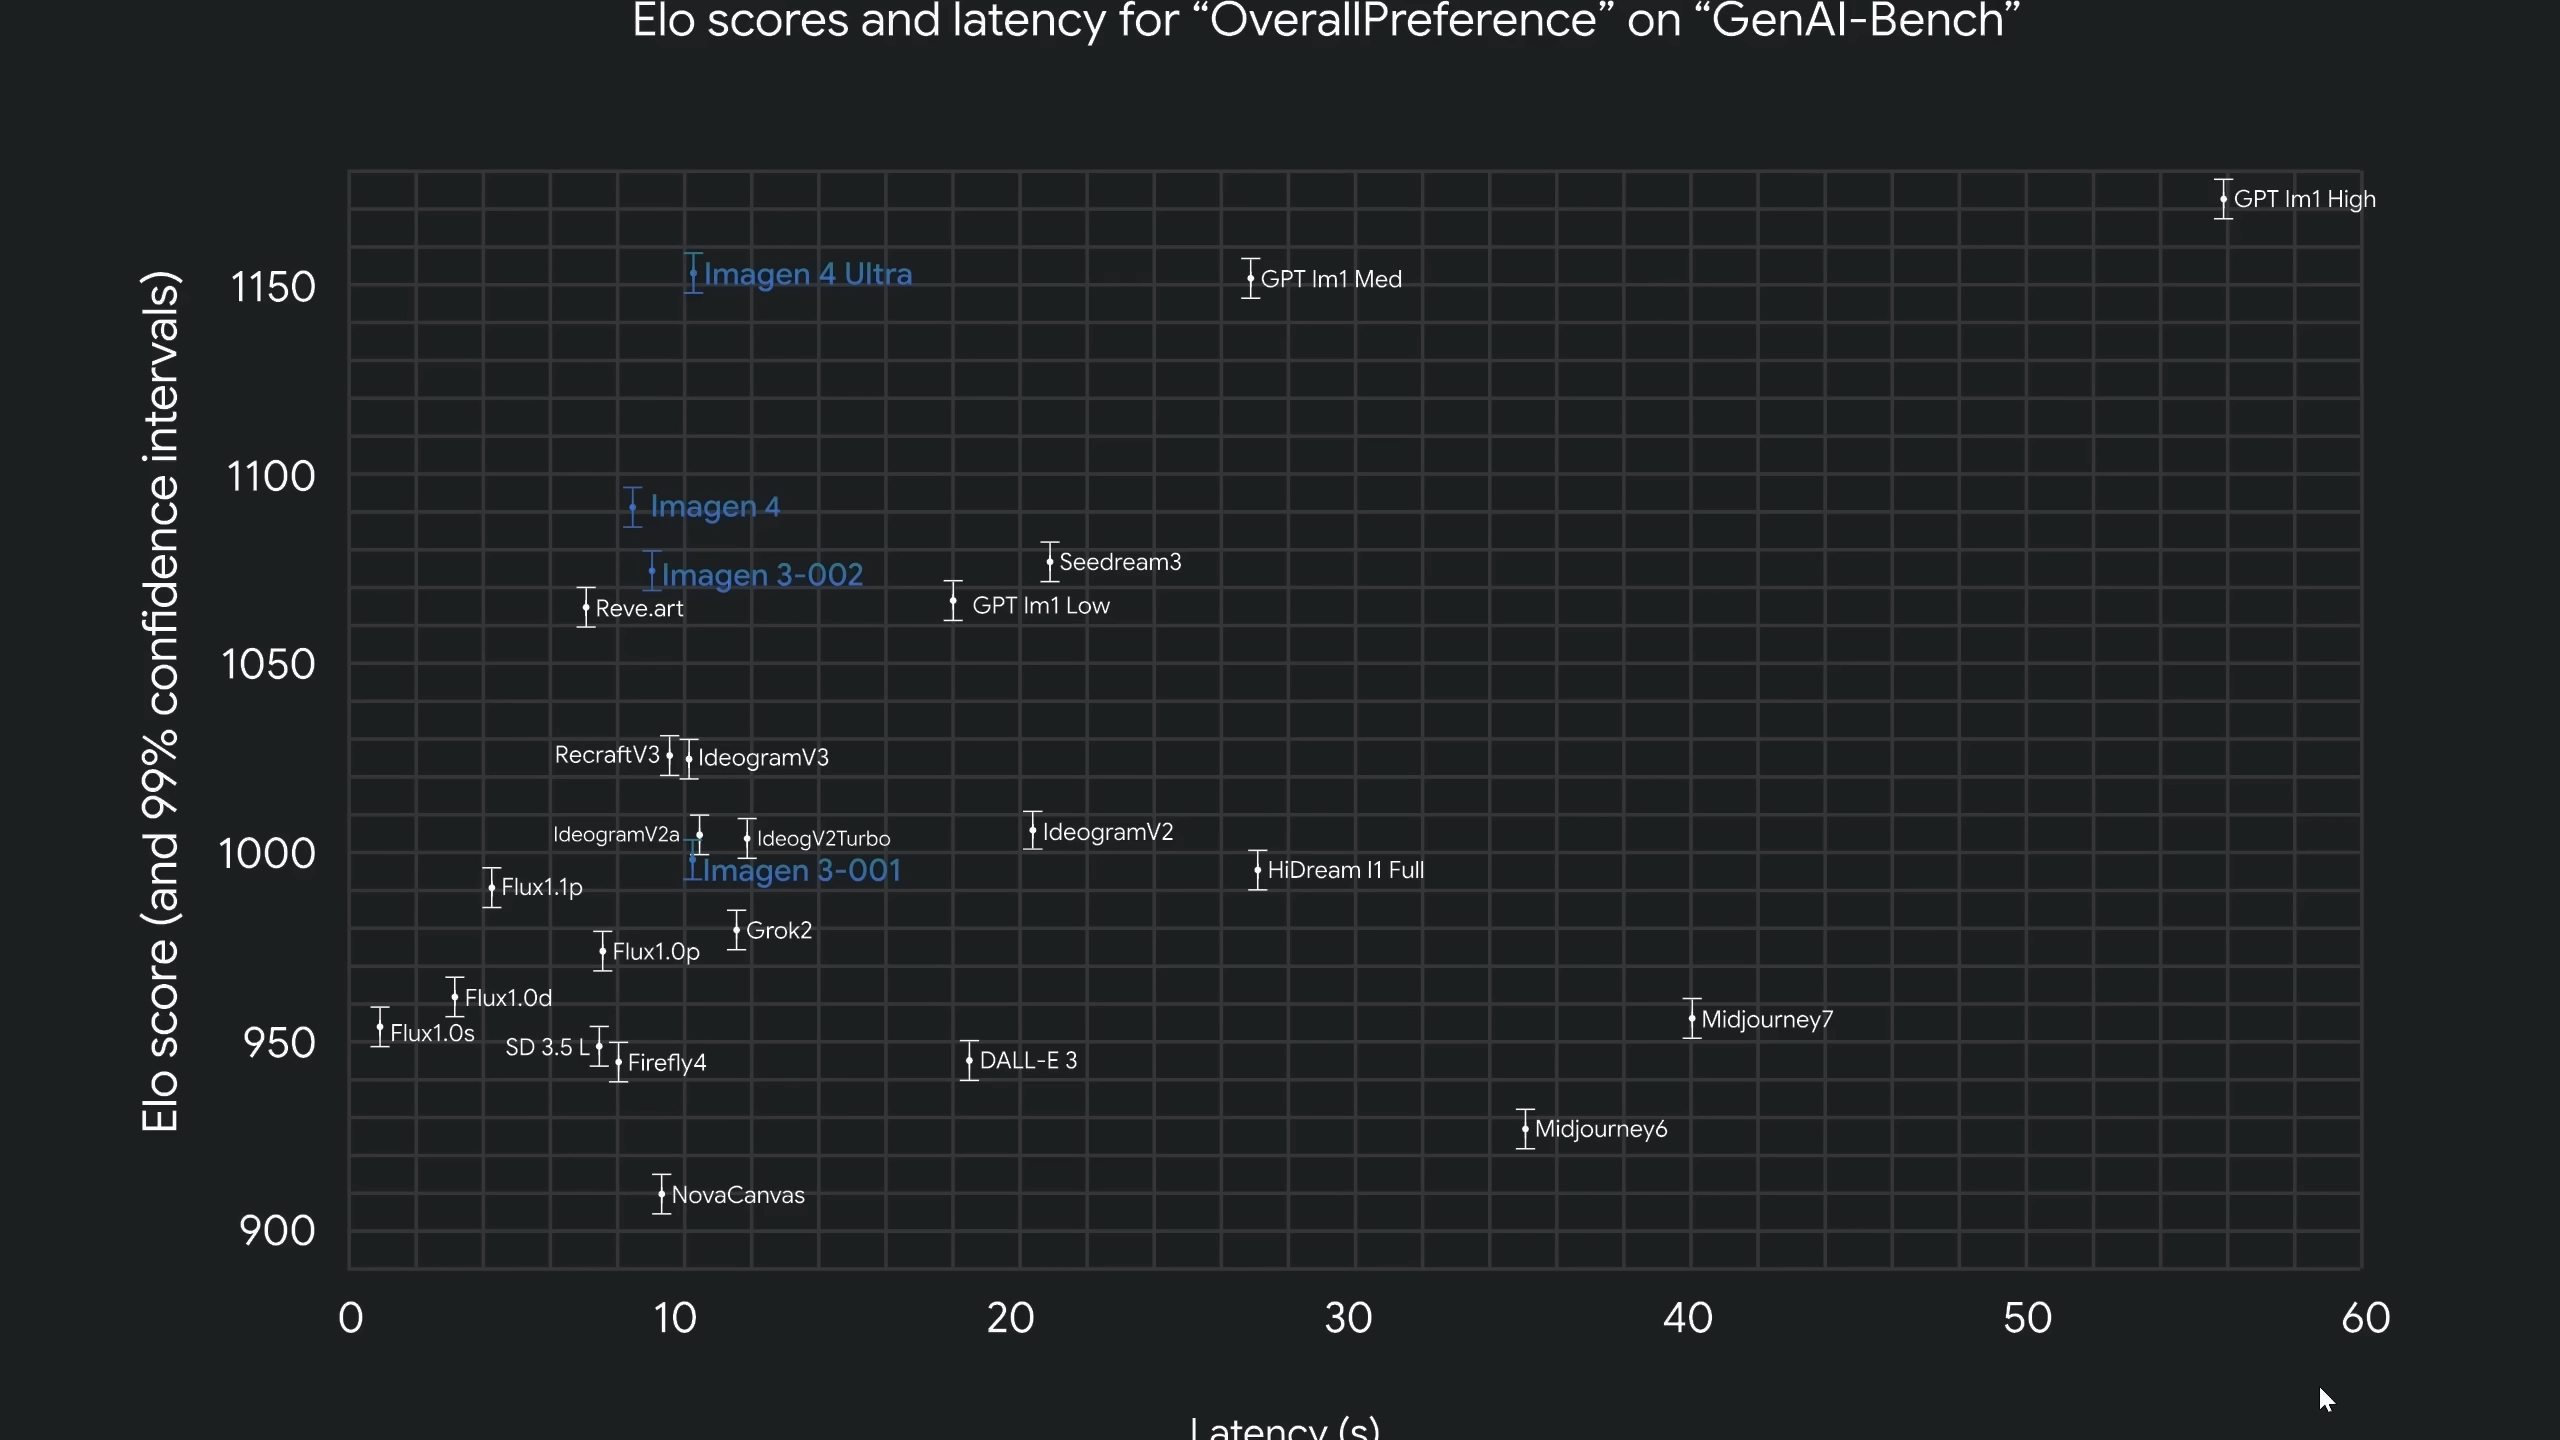 Elo scores and latency for “OverallPreference” on “GenAI-Bench”
Elo score (and 99% confidence intervals)
1150
1100
1050
1000
950
900
GPT Im1 High
Imagen 4 Ultra
GPT Im1 Med
Imagen 4
Seedream3
Imagen 3-002
GPT Im1 Low
Reve.art
RecraftV3
IdeogramV3
IdeogramV2a
IdeogV2Turbo
IdeogramV2
Imagen 3-001
HiDream I1 Full
Flux1.1p
Grok2
Flux1.0p
Flux1.0d
Midjourney7
Flux1.0s
SD 3.5 L
Firefly4
DALL-E 3
Midjourney6
NovaCanvas
0
10
20
30
40
50
60
Latency (s)